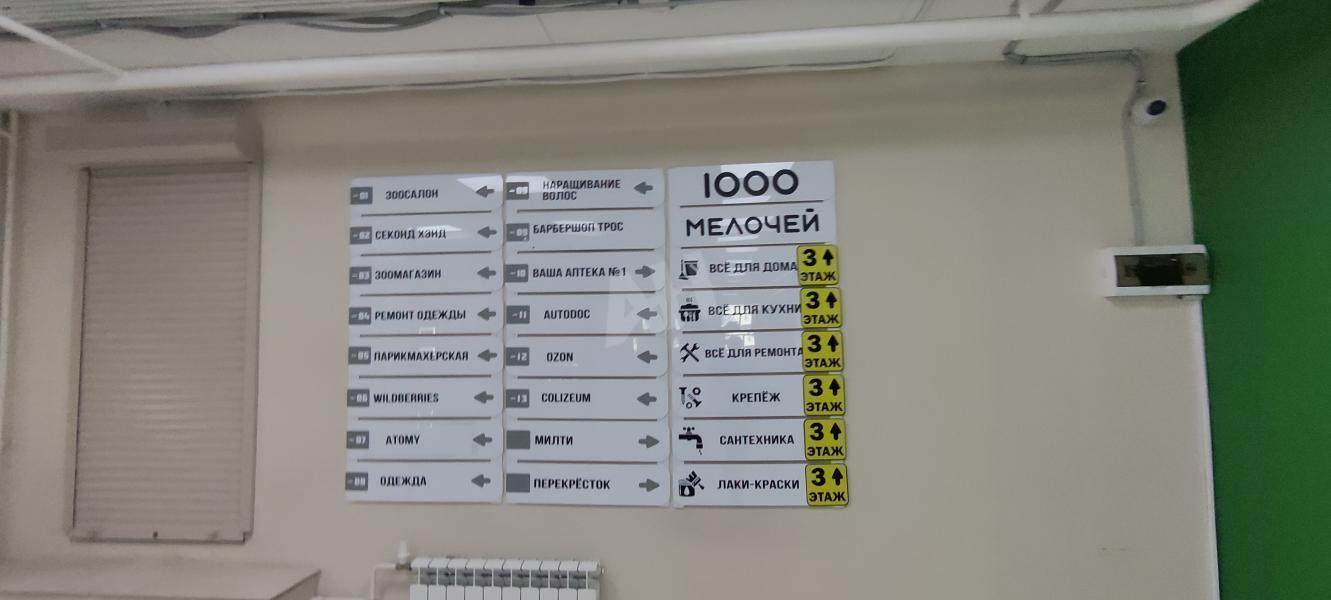 -01 ЗООСАЛОН
-02 СЕКОНД ХЭНД
-03 ЗООМАГАЗИН
-04 РЕМОНТ ОДЕЖДЫ
-05 ПАРИКМАХЕРСКАЯ
-06 WILDBERRIES
-07 ATOMY
-08 ОДЕЖДА
-09 НАРАЩИВАНИЕ
ВОЛОС
БАРБЕРШОП ТРОС
-10 ВАША АПТЕКА №1
-11 AUTODOC
-12 OZON
-13 COLIZEUM
МИЛТИ
ПЕРЕКРЁСТОК
1000
МЕЛОЧЕЙ
ВСЁ ДЛЯ ДОМА
3
ЭТАЖ
ВСЁ ДЛЯ КУХНИ
3
ЭТАЖ
ВСЁ ДЛЯ РЕМОНТА
3
ЭТАЖ
КРЕПЁЖ
3
ЭТАЖ
САНТЕХНИКА
3
ЭТАЖ
ЛАКИ-КРАСКИ
3
ЭТАЖ